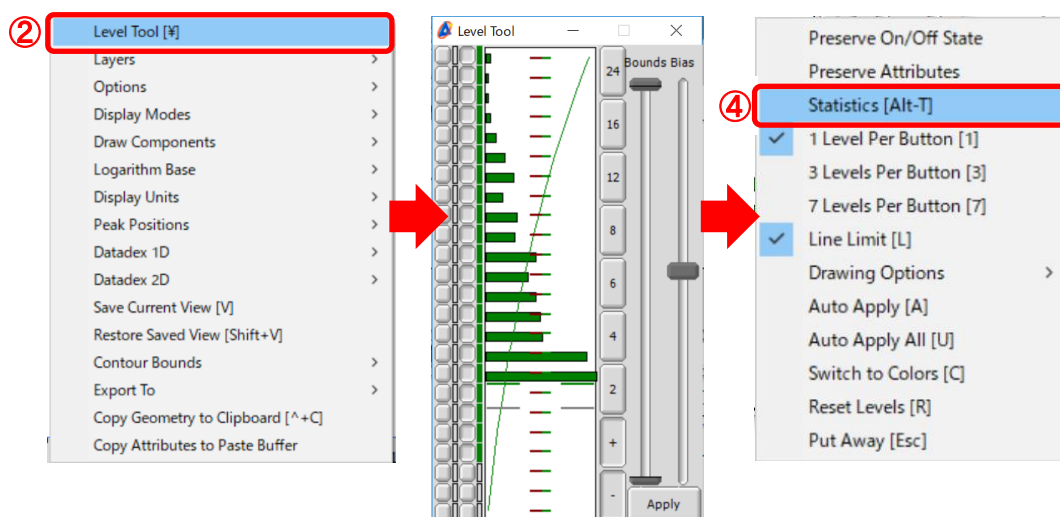 ②
Level Tool [¥]
Layers
Options
Display Modes
Draw Components
Logarithm Base
Display Units
Peak Positions
Datadex 1D
Datadex 2D
Save Current View [V]
Restore Saved View [Shift+V]
Contour Bounds
Export To
Copy Geometry to Clipboard [^+C]
Copy Attributes to Paste Buffer
Level Tool
Bounds Bias
24
16
12
8
6
4
2
+
-
Apply
④
Preserve On/Off State
Preserve Attributes
Statistics [Alt-T]
1 Level Per Button [1]
3 Levels Per Button [3]
7 Levels Per Button [7]
Line Limit [L]
Drawing Options
Auto Apply [A]
Auto Apply All [U]
Switch to Colors [C]
Reset Levels [R]
Put Away [Esc]